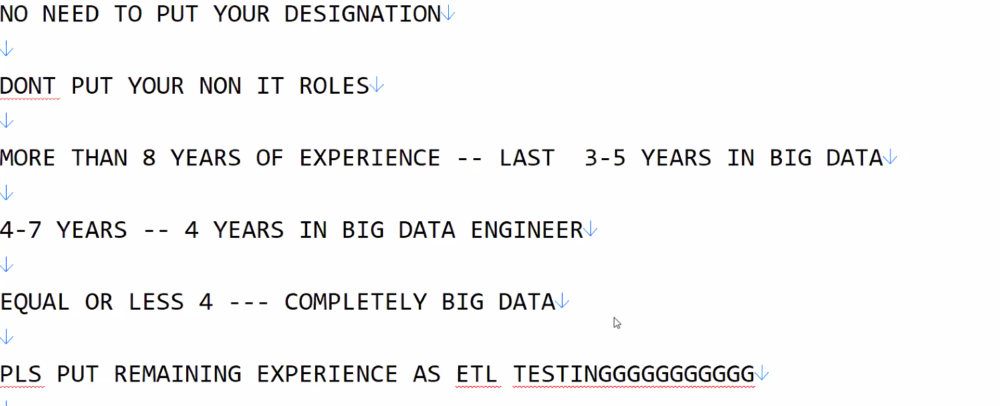 NO NEED TO PUT YOUR DESIGNATION↓
↓
DONT PUT YOUR NON IT ROLES↓
↓
MORE THAN 8 YEARS OF EXPERIENCE -- LAST  3-5 YEARS IN BIG DATA↓
↓
4-7 YEARS -- 4 YEARS IN BIG DATA ENGINEER↓
↓
EQUAL OR LESS 4 --- COMPLETELY BIG DATA↓
↓
PLS PUT REMAINING EXPERIENCE AS ETL TESTINGGGGGGGGGGG↓